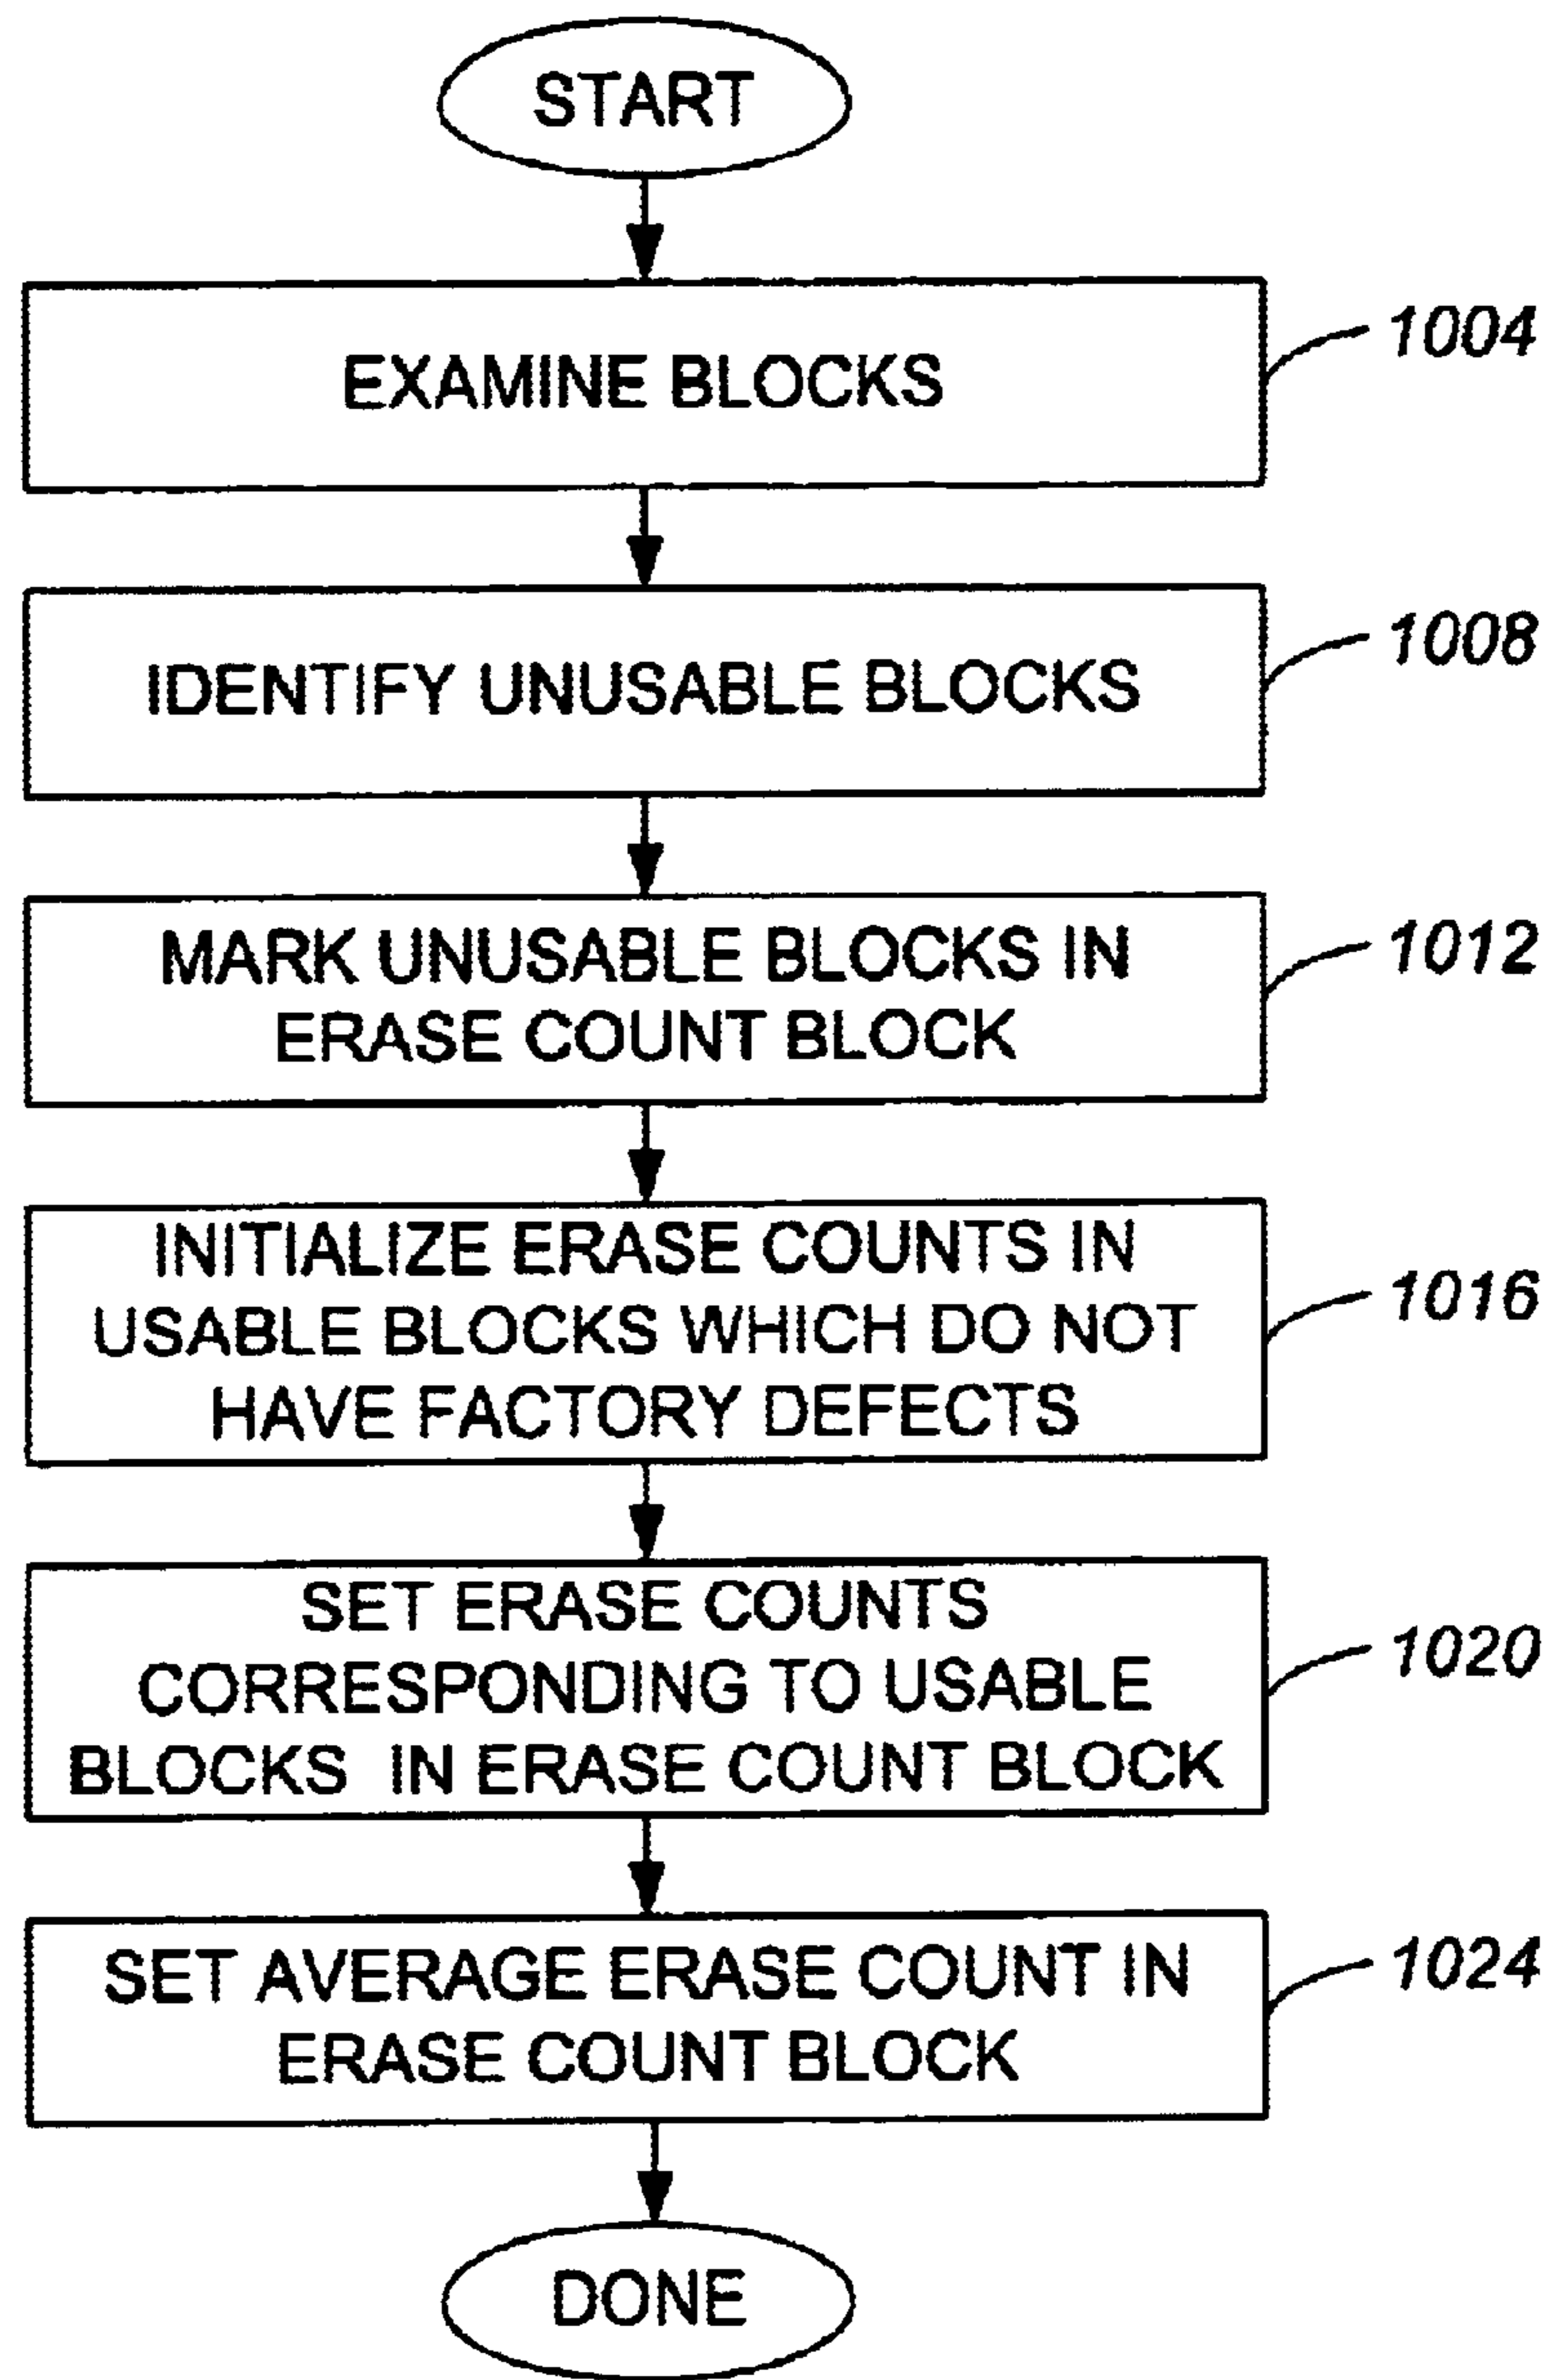 START
EXAMINE BLOCKS
1004
IDENTIFY UNUSABLE BLOCKS
1008
MARK UNUSABLE BLOCKS IN
ERASE COUNT BLOCK
1012
INITIALIZE ERASE COUNTS IN
USABLE BLOCKS WHICH DO NOT
HAVE FACTORY DEFECTS
1016
SET ERASE COUNTS
CORRESPONDING TO USABLE
BLOCKS IN ERASE COUNT BLOCK
1020
SET AVERAGE ERASE COUNT IN
ERASE COUNT BLOCK
1024
DONE